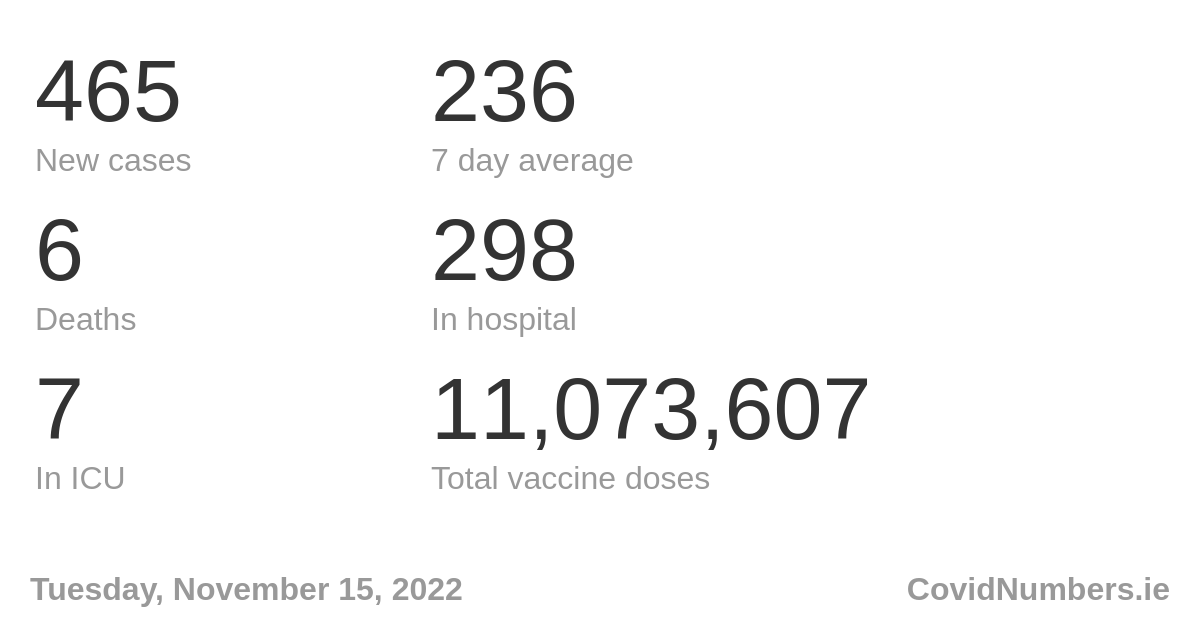 465 236
New cases 7 day average
6 298
Deaths In hospital
7 11,073,607
In ICU Total vaccine doses
Tuesday, November 15, 2022 CovidNumbers.ie